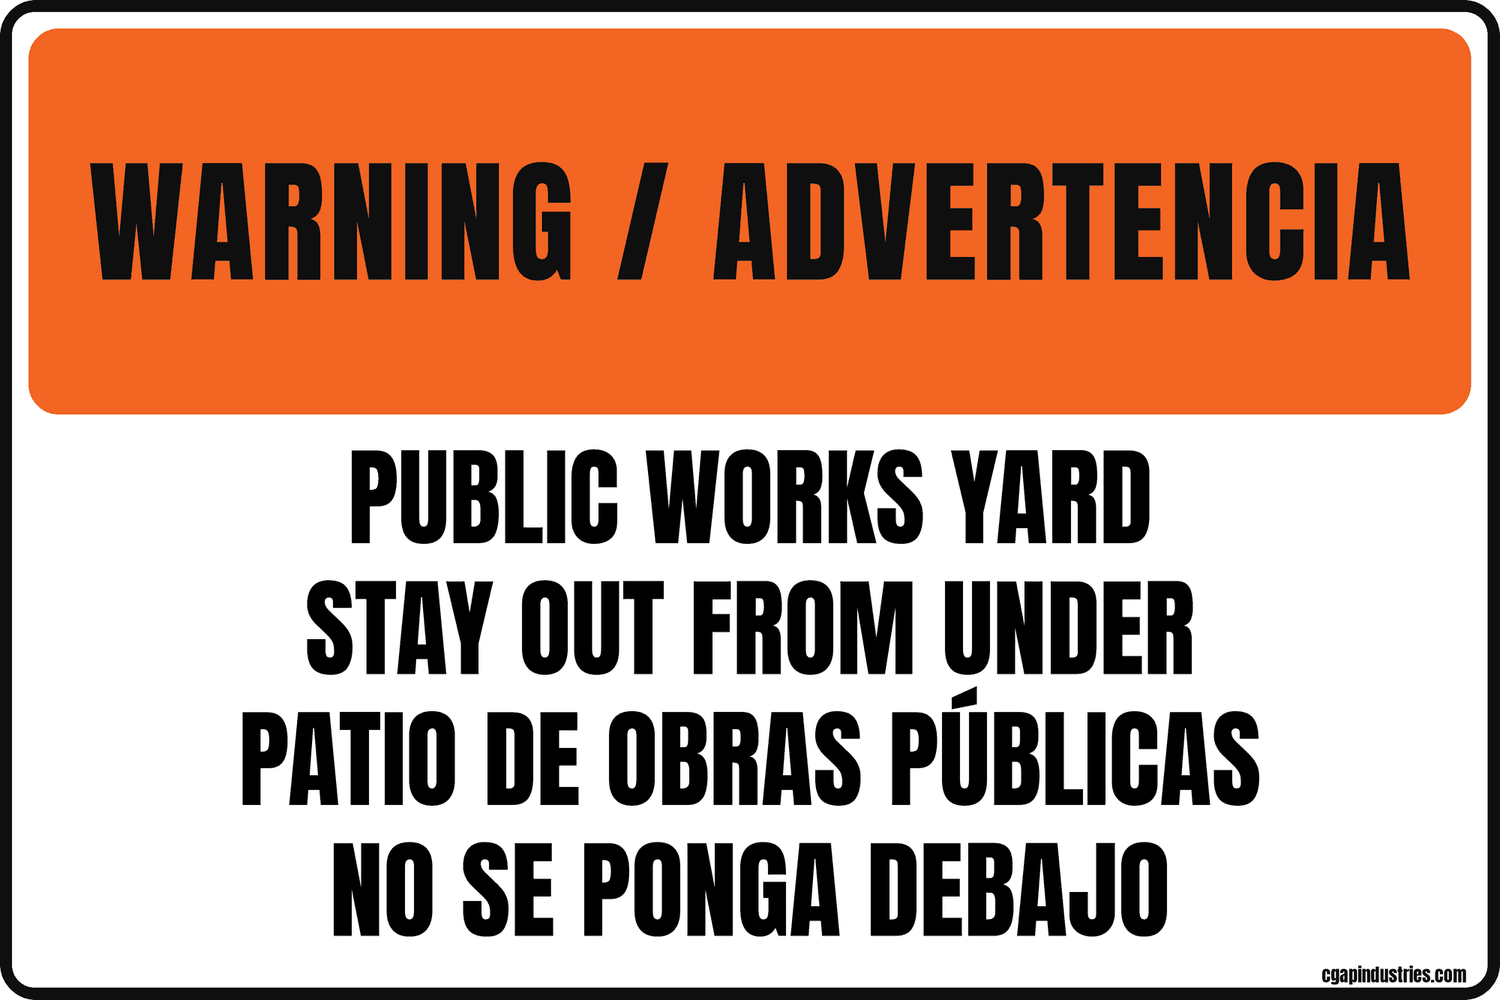 WARNING / ADVERTENCIA
PUBLIC WORKS YARD
STAY OUT FROM UNDER
PATIO DE OBRAS PÚBLICAS
NO SE PONGA DEBAJO
cgapindustries.com